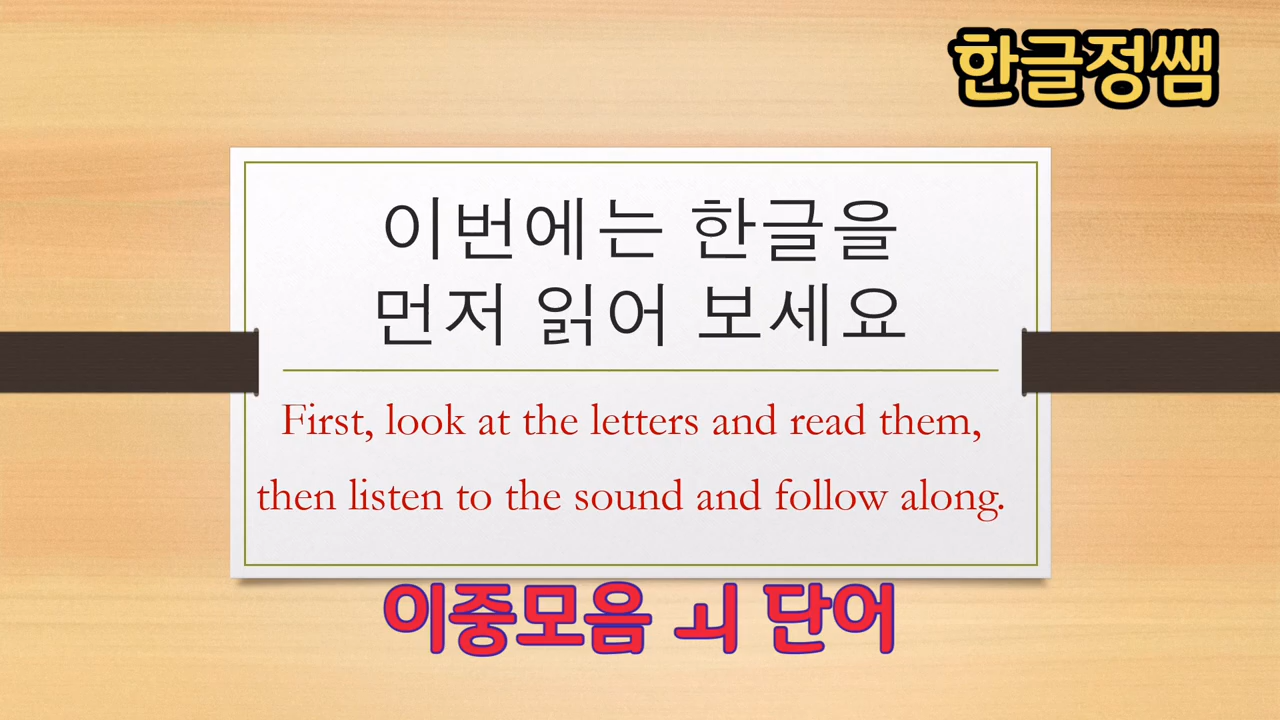 한글정쌤
이번에는 한글을
먼저 읽어 보세요
First, look at the letters and read them,
then listen to the sound and follow along.
이중모음 ㅚ 단어